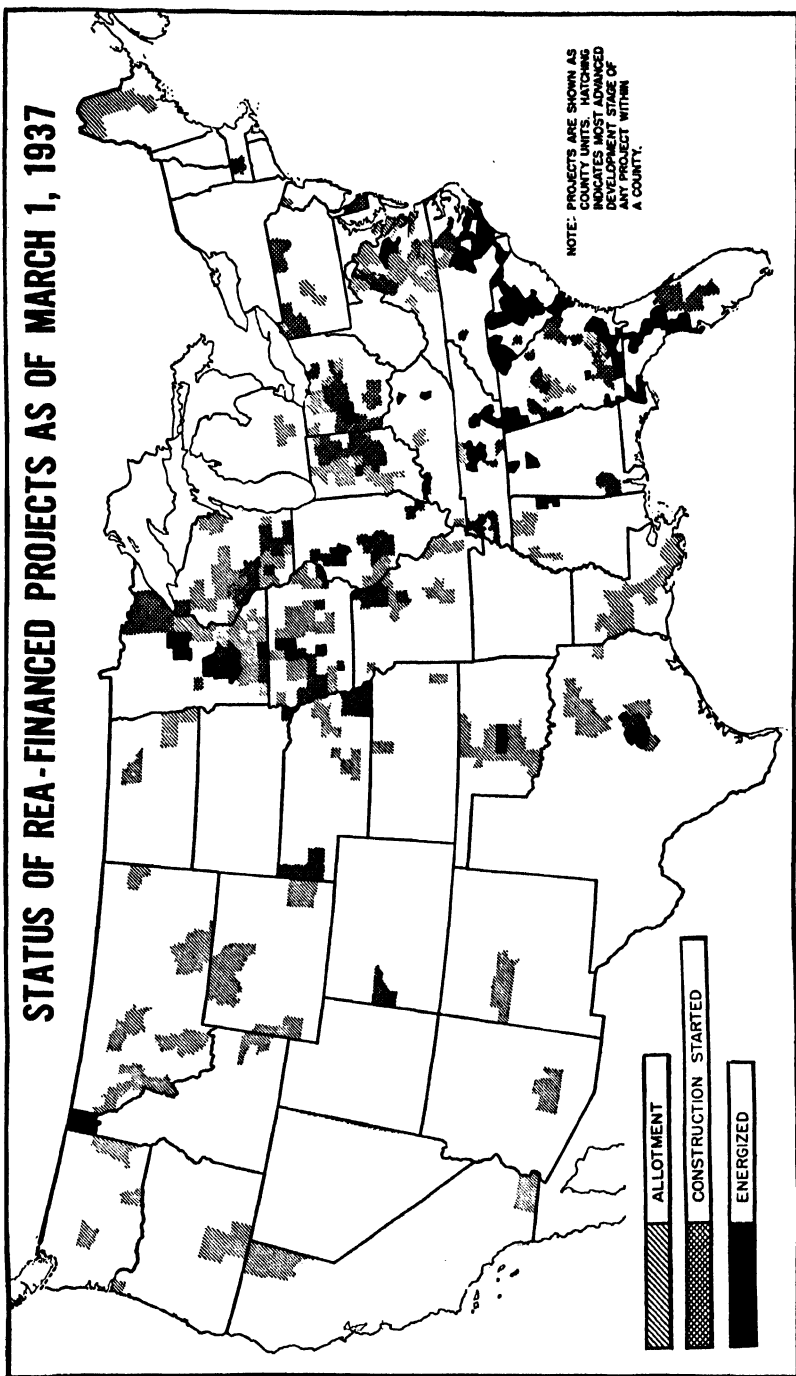 STATUS OF REA-FINANCED PROJECTS AS OF MARCH 1, 1937
NOTE: PROJECTS ARE SHOWN AS
COUNTY UNITS. HATCHING
INDICATES MOST ADVANCED
DEVELOPMENT STAGE OF
ANY PROJECT WITHIN
A COUNTY.
ALLOTMENT
CONSTRUCTION STARTED
ENERGIZED